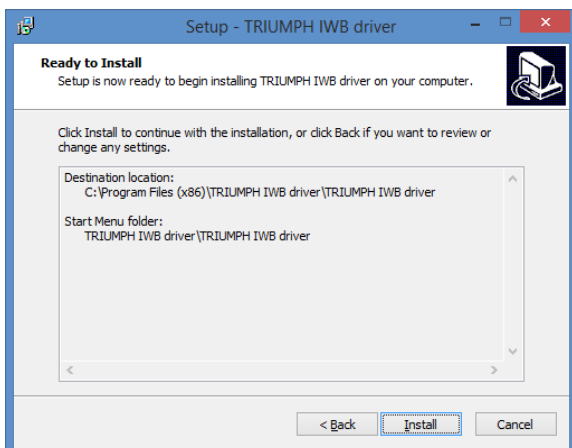 Setup - TRIUMPH IWB driver
Ready to Install
Setup is now ready to begin installing TRIUMPH IWB driver on your computer.
Click Install to continue with the installation, or click Back if you want to review or
change any settings.
Destination location:
C:\Program Files (x86)\TRIUMPH IWB driver\TRIUMPH IWB driver
Start Menu folder:
TRIUMPH IWB driver\TRIUMPH IWB driver
< Back Install Cancel